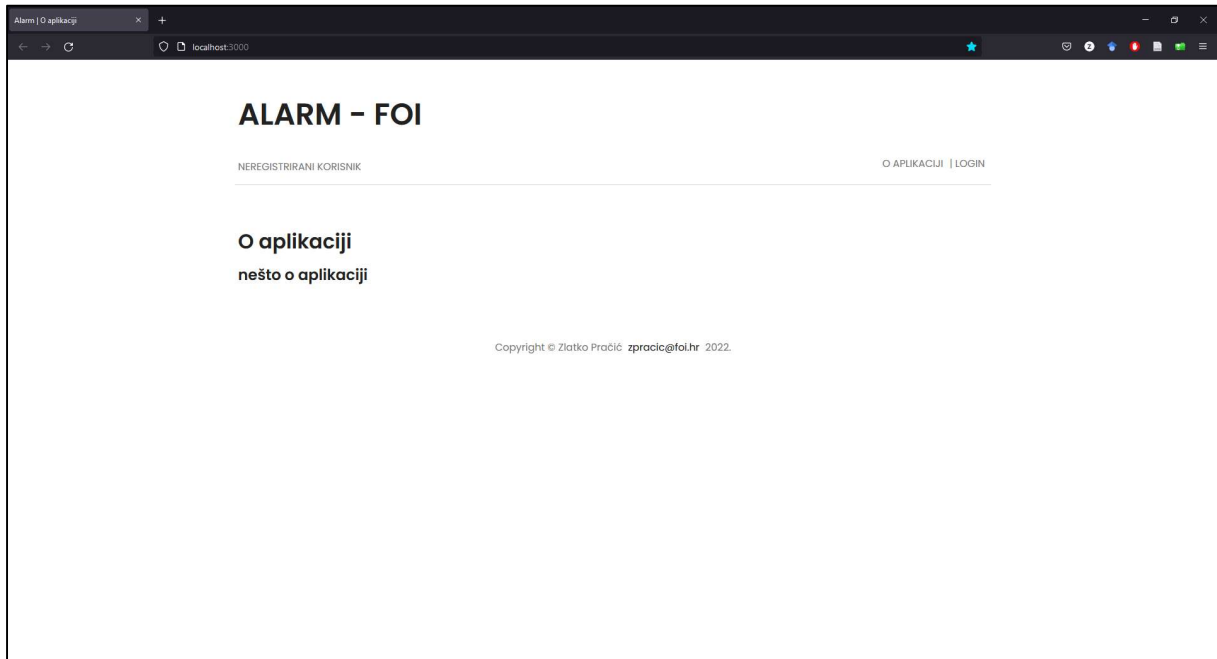 Alarm | O aplikaciji
localhost:3000
ALARM - FOI
NEREGISTRIRANI KORISNIK
O APLIKACIJI | LOGIN
O aplikaciji
nešto o aplikaciji
Copyright © Zlatko Pračić zpracic@foi.hr 2022.